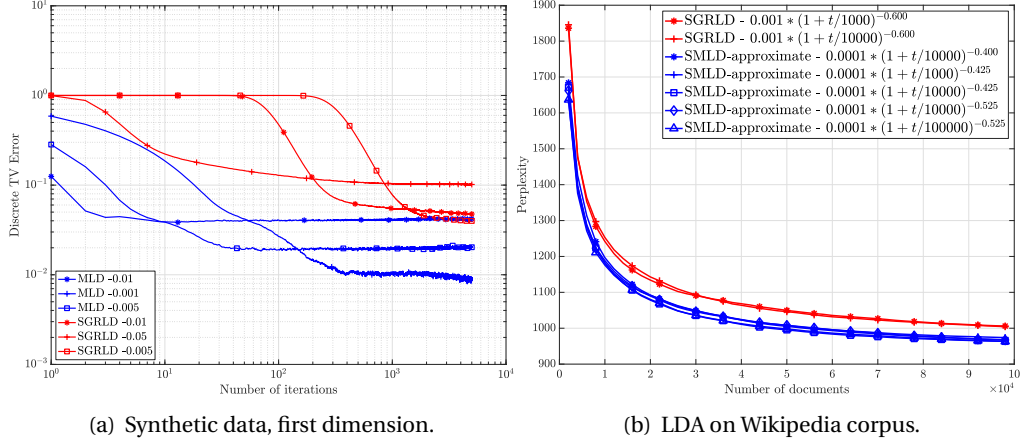 10^1
10^0
10^-1
10^-2
10^-3
Discrete TV Error
MLD -0.01
MLD -0.001
MLD -0.005
SGRLD -0.01
SGRLD -0.05
SGRLD -0.005
10^0
10^1
10^2
10^3
10^4
Number of iterations
(a) Synthetic data, first dimension.
1900
1800
1700
1600
1500
1400
1300
1200
1100
1000
900
Perplexity
SGRLD - 0.001 * (1 + t/1000)^-0.600
SGRLD - 0.001 * (1 + t/10000)^-0.600
SMLD-approximate - 0.0001 * (1 + t/1000)^-0.400
SMLD-approximate - 0.0001 * (1 + t/1000)^-0.425
SMLD-approximate - 0.0001 * (1 + t/10000)^-0.425
SMLD-approximate - 0.0001 * (1 + t/10000)^-0.525
SMLD-approximate - 0.0001 * (1 + t/100000)^-0.525
0 1 2 3 4 5 6 7 8 9 10
×10^4
Number of documents
(b) LDA on Wikipedia corpus.